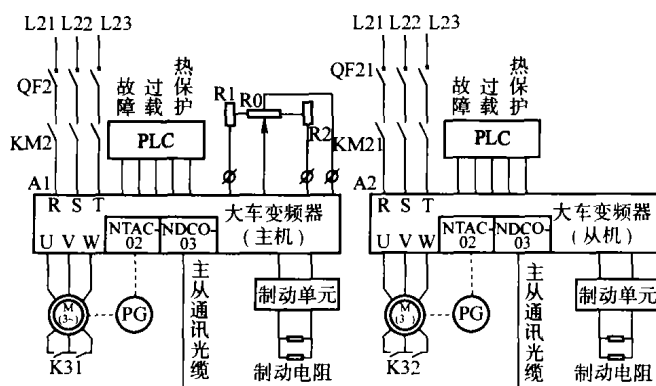 L21 L22 L23
QF2
故障
过载
热保护
R1
R0
R2
KM2
PLC
A1
R S T
大车变频器
(主机)
U V W
NTAC-02
NDCO-03
M
(3~)
PG
K31
主从通讯光缆
制动单元
制动电阻
L21 L22 L23
QF21
故障
过载
热保护
KM21
PLC
A2
R S T
大车变频器
(从机)
U V W
NTAC-02
NDCO-03
M
(3
PG
K32
主从通讯光缆
制动单元
制动电阻